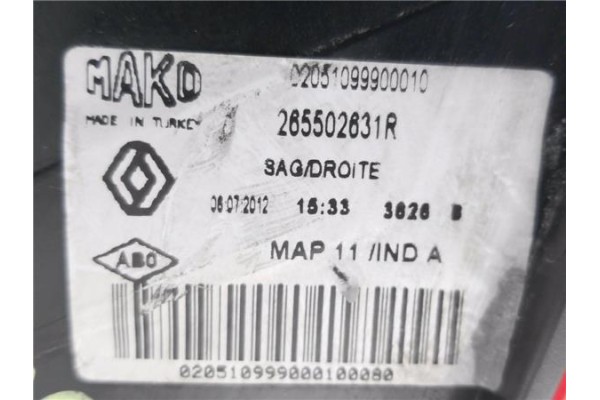 MAKO
02051099900010
MADE IN TURKEY
265502631R
SAG/DROITE
06.07.2012 15:33 3626 B
ABO
MAP 11 /IND A
020510999000100080